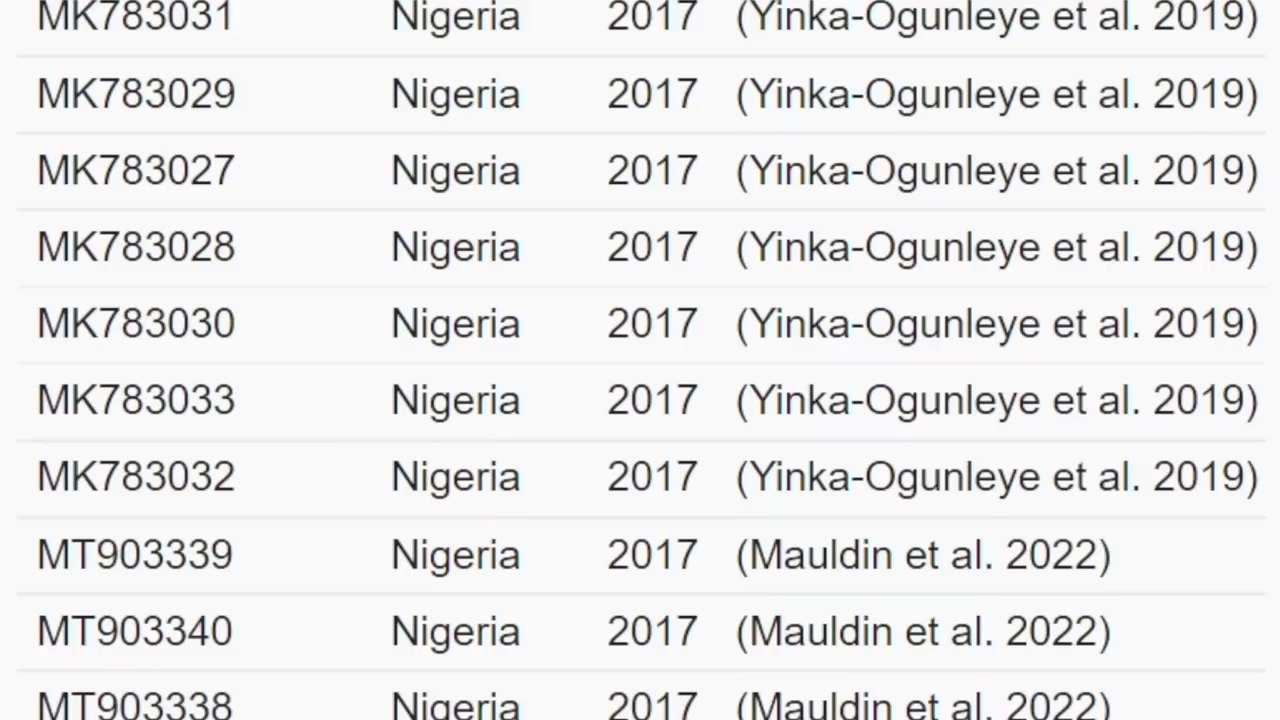 MK783031 Nigeria 2017 (Yinka-Ogunleye et al. 2019)
MK783029 Nigeria 2017 (Yinka-Ogunleye et al. 2019)
MK783027 Nigeria 2017 (Yinka-Ogunleye et al. 2019)
MK783028 Nigeria 2017 (Yinka-Ogunleye et al. 2019)
MK783030 Nigeria 2017 (Yinka-Ogunleye et al. 2019)
MK783033 Nigeria 2017 (Yinka-Ogunleye et al. 2019)
MK783032 Nigeria 2017 (Yinka-Ogunleye et al. 2019)
MT903339 Nigeria 2017 (Mauldin et al. 2022)
MT903340 Nigeria 2017 (Mauldin et al. 2022)
MT903338 Nigeria 2017 (Mauldin et al. 2022)